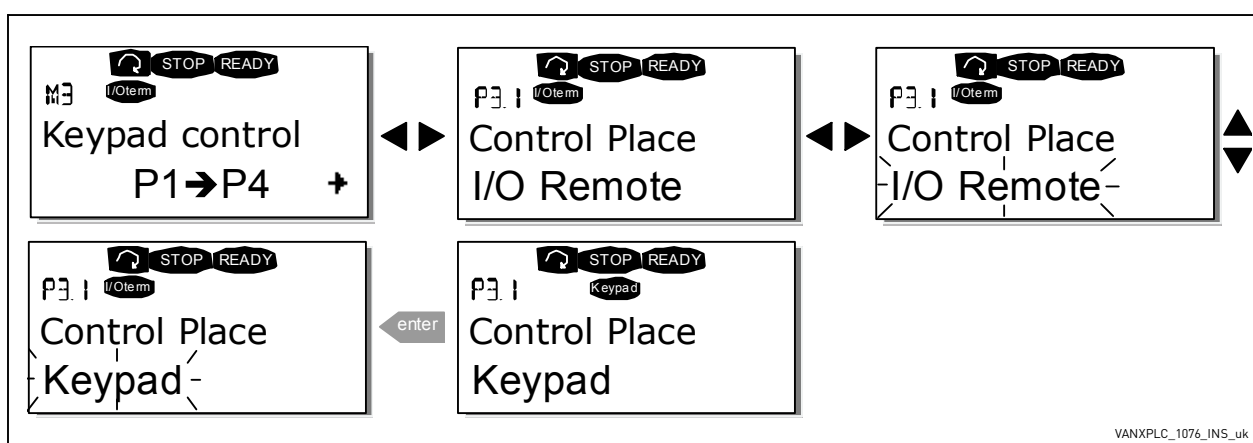 STOP READY
M3 I/Oterm
Keypad control
P1➔P4
STOP READY
P3.1 I/Oterm
Control Place
I/O Remote
STOP READY
P3.1 I/Oterm
Control Place
I/O Remote
STOP READY
P3.1 I/Oterm
Control Place
Keypad
enter
STOP READY
P3.1 Keypad
Control Place
Keypad
VANXPLC_1076_INS_uk